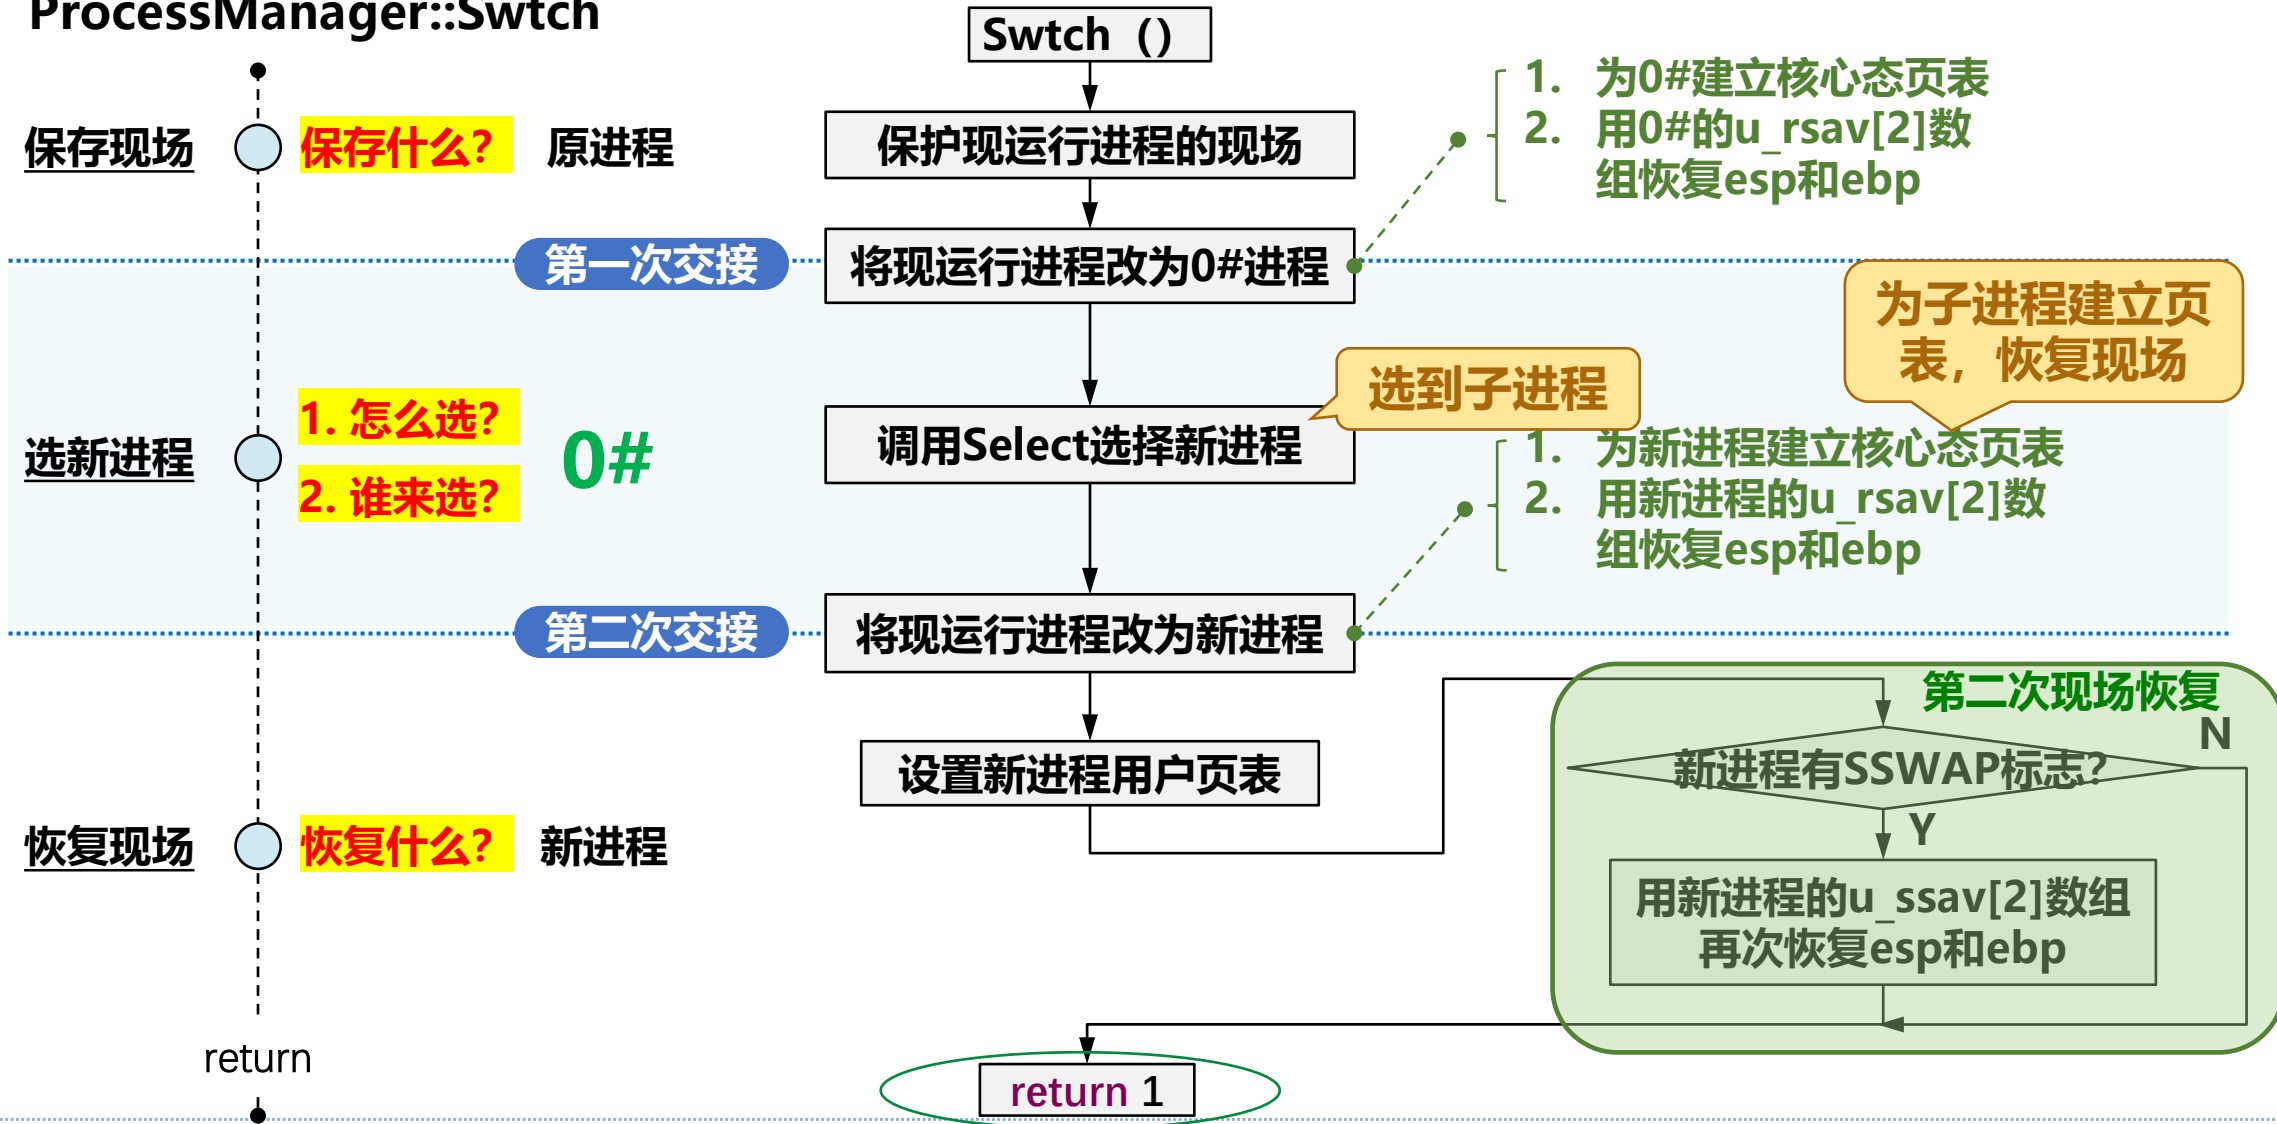 ProcessManager::Swtch
Swtch（）
1. 为0#建立核心态页表
2. 用0#的u_rsav[2]数
组恢复esp和ebp
保存现场
保存什么？
原进程
保护现运行进程的现场
第一次交接
将现运行进程改为0#进程
为子进程建立页
表，恢复现场
选到子进程
选新进程
1. 怎么选？
2. 谁来选？
0#
调用Select选择新进程
1. 为新进程建立核心态页表
2. 用新进程的u_rsav[2]数
组恢复esp和ebp
第二次交接
将现运行进程改为新进程
第二次现场恢复
N
新进程有SSWAP标志？
设置新进程用户页表
Y
恢复现场
恢复什么？
新进程
用新进程的u_ssav[2]数组
再次恢复esp和ebp
return
return 1